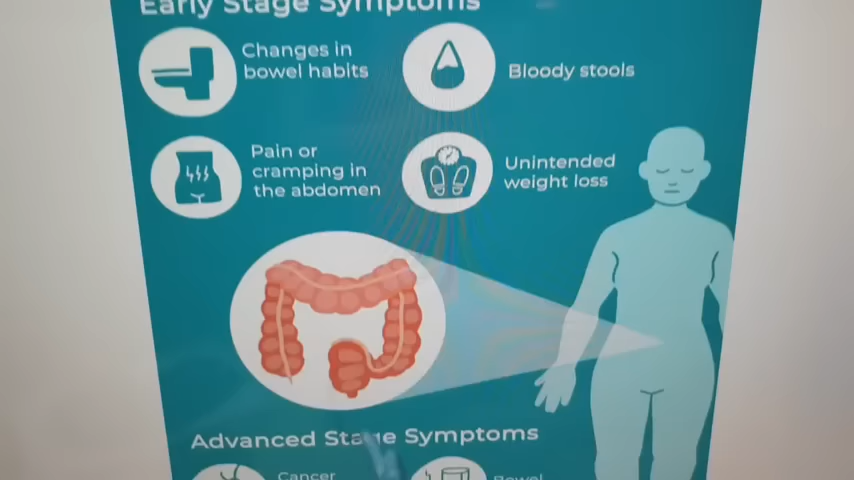 Early Stage Symptoms
Changes in
bowel habits
Bloody stools
Pain or
cramping in
the abdomen
Unintended
weight loss
Advanced Stage Symptoms
Cancer
Bowel